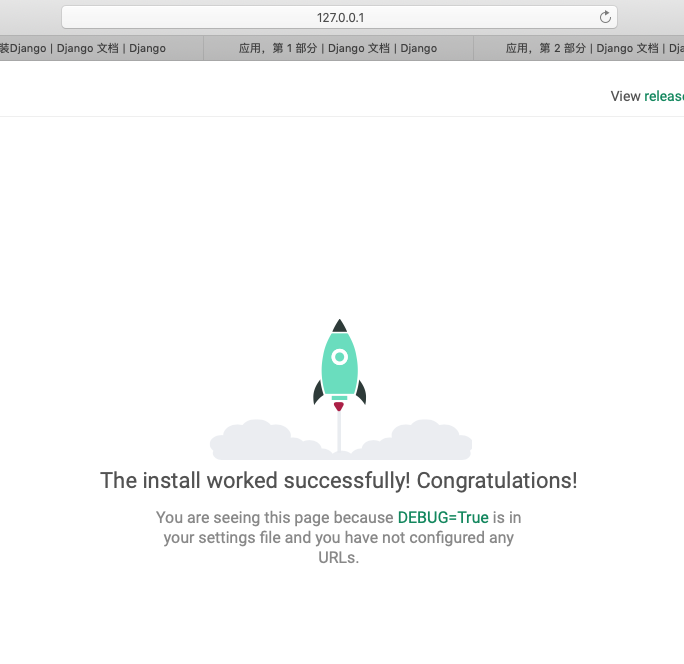 127.0.0.1
装Django | Django 文档 | Django
应用，第 1 部分 | Django 文档 | Django
应用，第 2 部分 | Django 文档 | Dja
View releas
The install worked successfully! Congratulations!
You are seeing this page because DEBUG=True is in
your settings file and you have not configured any
URLs.